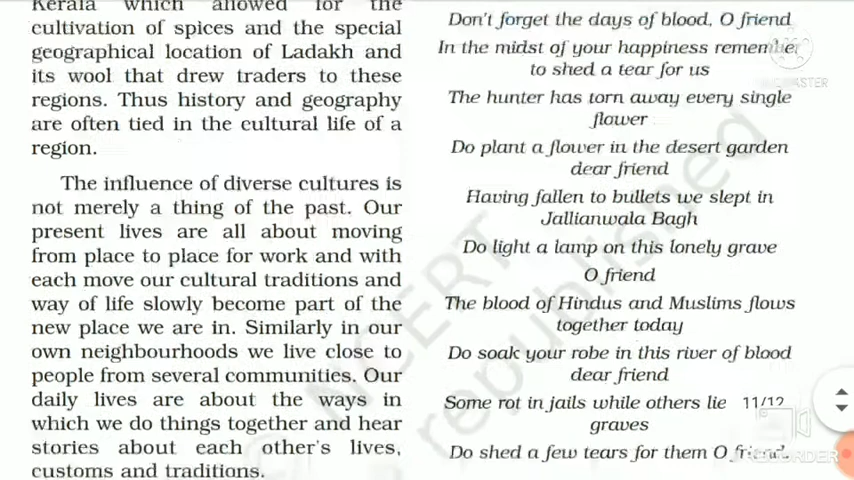 Kerala which allowed for the
cultivation of spices and the special
geographical location of Ladakh and
its wool that drew traders to these
regions. Thus history and geography
are often tied in the cultural life of a
region.
The influence of diverse cultures is
not merely a thing of the past. Our
present lives are all about moving
from place to place for work and with
each move our cultural traditions and
way of life slowly become part of the
new place we are in. Similarly in our
own neighbourhoods we live close to
people from several communities. Our
daily lives are about the ways in
which we do things together and hear
stories about each other's lives,
customs and traditions.
Don't forget the days of blood, O friend
In the midst of your happiness remember
to shed a tear for us
The hunter has torn away every single
flower
Do plant a flower in the desert garden
dear friend
Having fallen to bullets we slept in
Jallianwala Bagh
Do light a lamp on this lonely grave
O friend
The blood of Hindus and Muslims flows
together today
Do soak your robe in this river of blood
dear friend
Some rot in jails while others lie 11/12
graves
Do shed a few tears for them O friend.
© NCERT
republished
RECORDER